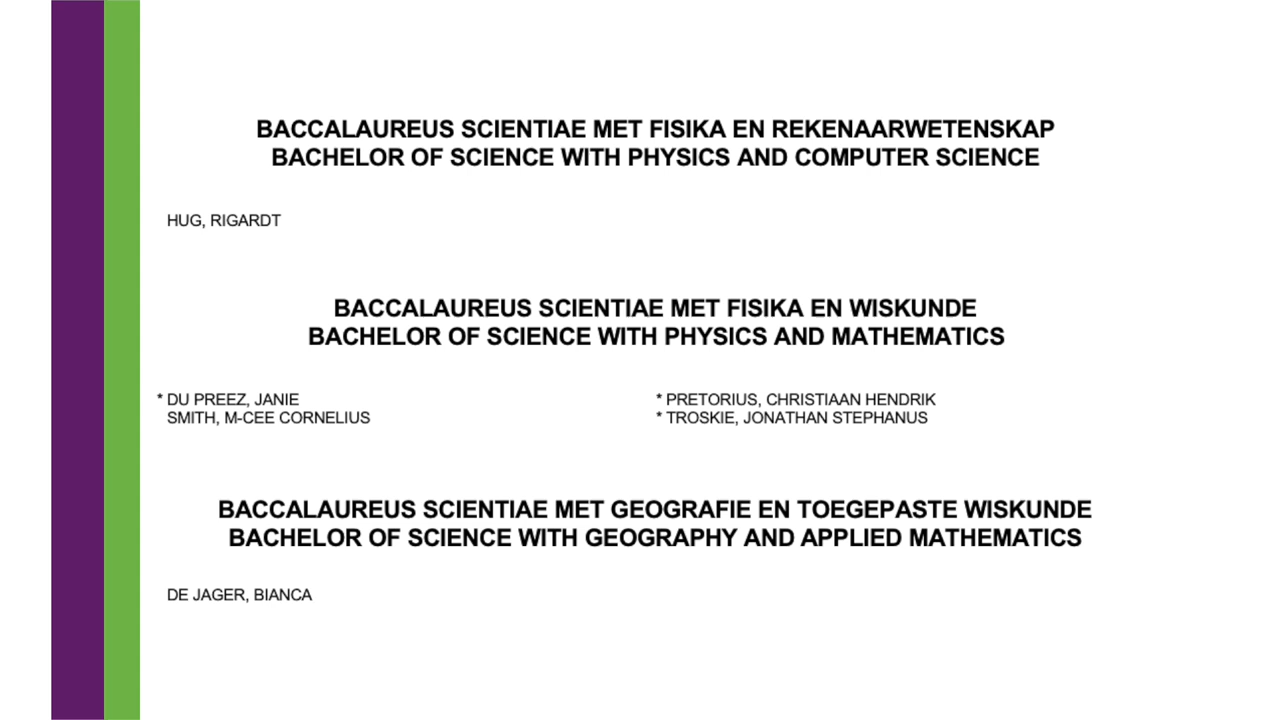 BACCALAUREUS SCIENTIAE MET FISIKA EN REKENAARWETENSKAP
BACHELOR OF SCIENCE WITH PHYSICS AND COMPUTER SCIENCE
HUG, RIGARDT
BACCALAUREUS SCIENTIAE MET FISIKA EN WISKUNDE
BACHELOR OF SCIENCE WITH PHYSICS AND MATHEMATICS
* DU PREEZ, JANIE
SMITH, M-CEE CORNELIUS
* PRETORIUS, CHRISTIAAN HENDRIK
* TROSKIE, JONATHAN STEPHANUS
BACCALAUREUS SCIENTIAE MET GEOGRAFIE EN TOEGEPASTE WISKUNDE
BACHELOR OF SCIENCE WITH GEOGRAPHY AND APPLIED MATHEMATICS
DE JAGER, BIANCA